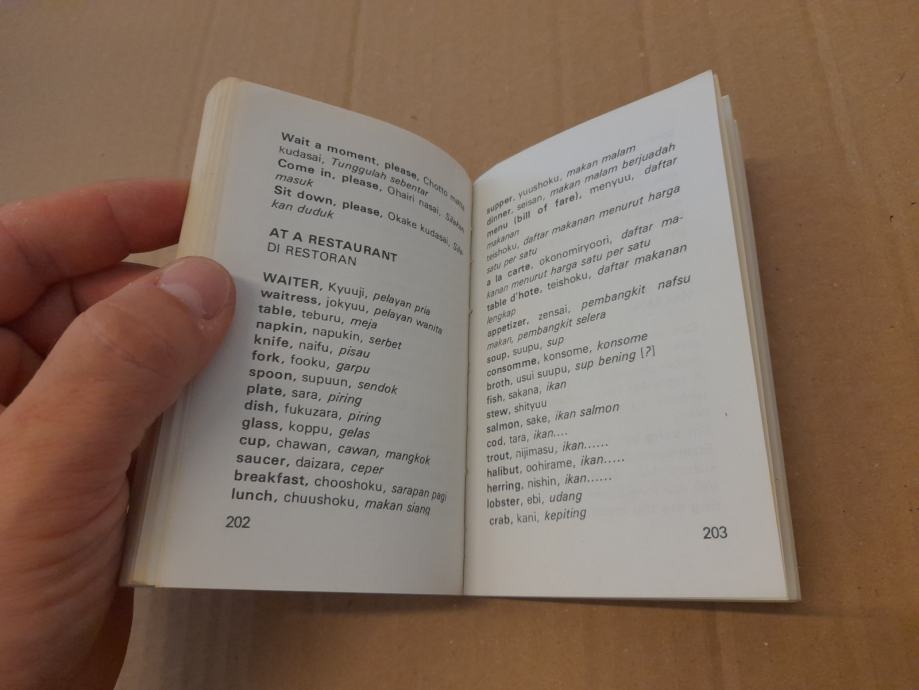 Wait a moment, please, Chotto
kudasai, Tunggulah sebentar
Come in, please, Ohairi nasai, Silakan
masuk
Sit down, please, Okake kudasai, Sila-
kan duduk
AT A RESTAURANT
DI RESTORAN
WAITER, Kyuuji, pelayan pria
waitress, jokyuu, pelayan wanita
table, teburu, meja
napkin, napukin, serbet
knife, naifu, pisau
fork, fooku, garpu
spoon, supuun, sendok
plate, sara, piring
dish, fukuzara, piring
glass, koppu, gelas
cup, chawan, cawan, mangkok
saucer, daizara, ceper
breakfast, chooshoku, sarapan pagi
lunch, chuushoku, makan siang
202
supper, yuushoku, makan malam
dinner, seisan, makan malam berjuadah
menu (bill of fare), menyuu, daftar
makanan
teishoku, daftar makanan menurut harga
satu per satu
a la carte, okonomiryoori, daftar ma-
kanan menurut harga satu per satu
table d'hote, teishoku, daftar makanan
lengkap
appetizer, zensai, pembangkit nafsu
makan, pembangkit selera
soup, suupu, sup
consomme, konsome, konsome
broth, usui suupu, sup bening [?]
fish, sakana, ikan
stew, shityuu
salmon, sake, ikan salmon
cod, tara, ikan....
trout, nijimasu, ikan......
halibut, oohirame, ikan.....
herring, nishin, ikan......
lobster, ebi, udang
crab, kani, kepiting
203